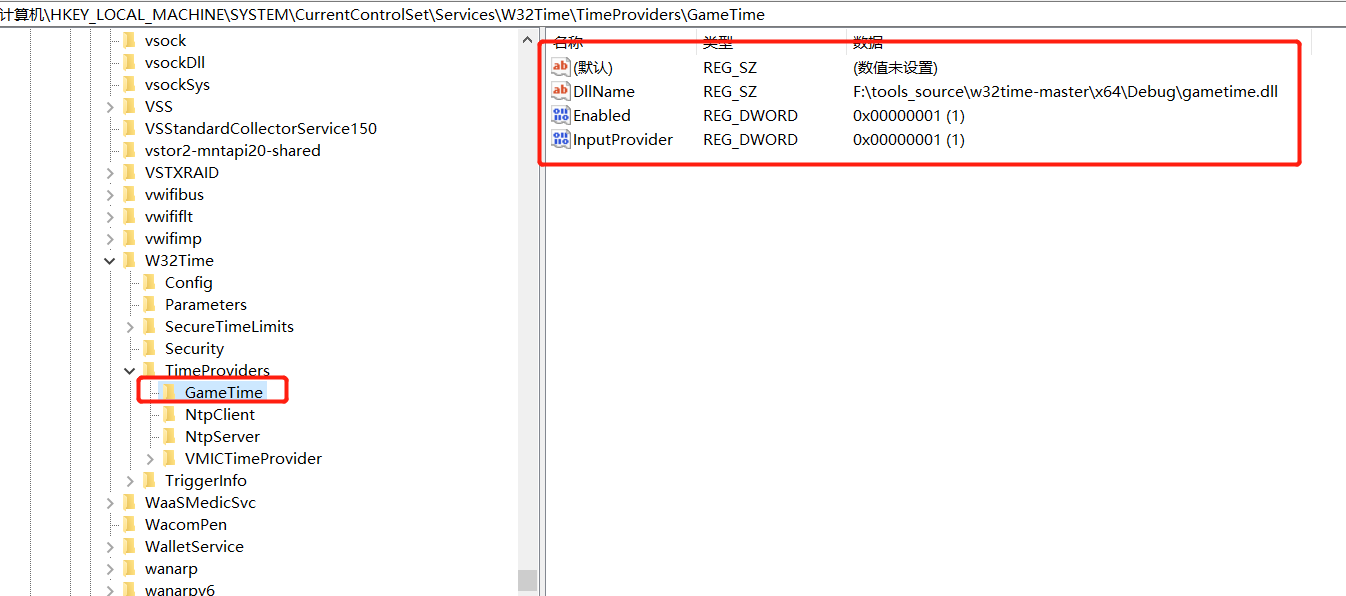 计算机\HKEY_LOCAL_MACHINE\SYSTEM\CurrentControlSet\Services\W32Time\TimeProviders\GameTime
vsock
vsockDll
vsockSys
VSS
VSStandardCollectorService150
vstor2-mntapi20-shared
VSTXRAID
vwifibus
vwififlt
vwifimp
W32Time
Config
Parameters
SecureTimeLimits
Security
TimeProviders
GameTime
NtpClient
NtpServer
VMICTimeProvider
TriggerInfo
WaaSMedicSvc
WacomPen
WalletService
wanarp
wanarpv6
名称 类型 数据
(默认) REG_SZ (数值未设置)
DllName REG_SZ F:\tools_source\w32time-master\x64\Debug\gametime.dll
Enabled REG_DWORD 0x00000001 (1)
InputProvider REG_DWORD 0x00000001 (1)